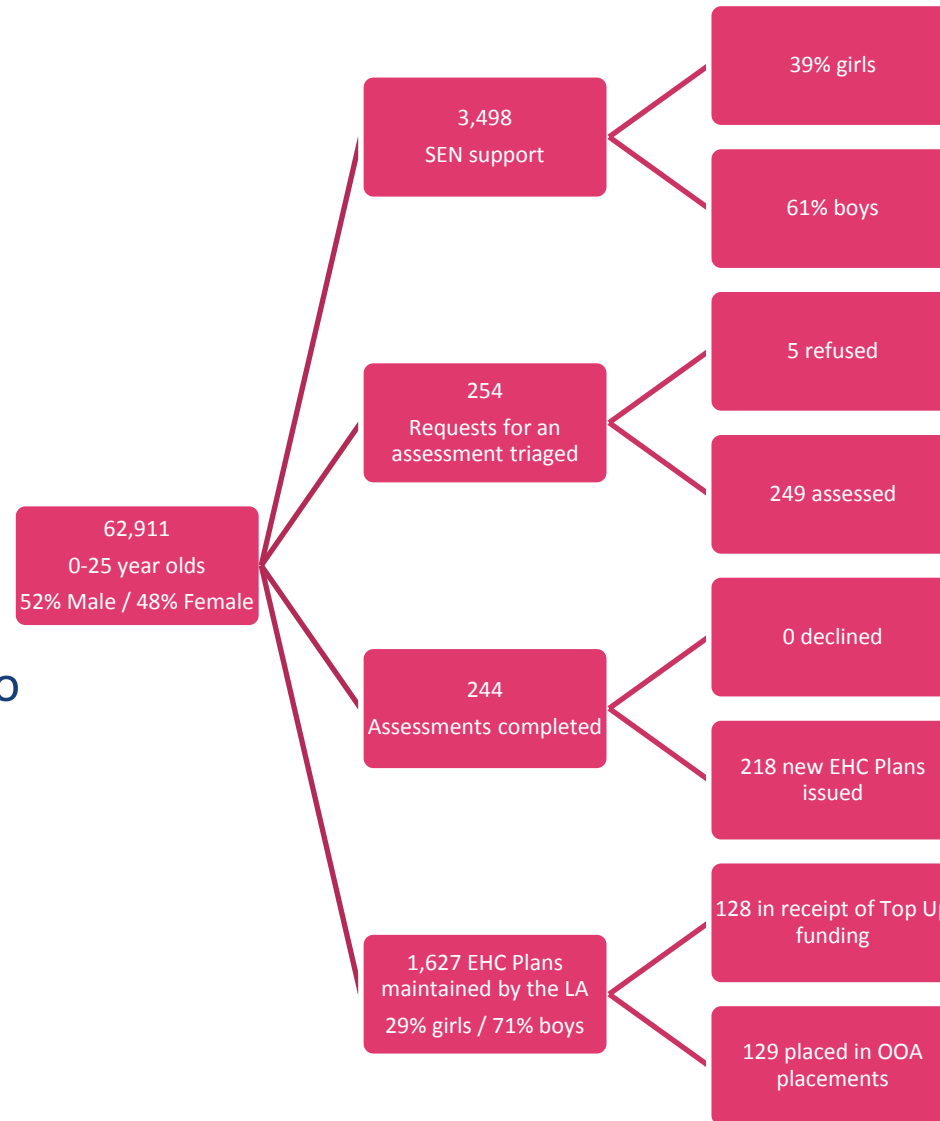 62,911
0-25 year olds
52% Male / 48% Female
3,498
SEN support
39% girls
61% boys
254
Requests for an
assessment triaged
5 refused
249 assessed
244
Assessments completed
0 declined
218 new EHC Plans
issued
1,627 EHC Plans
maintained by the LA
29% girls / 71% boys
128 in receipt of Top Up
funding
129 placed in OOA
placements
o